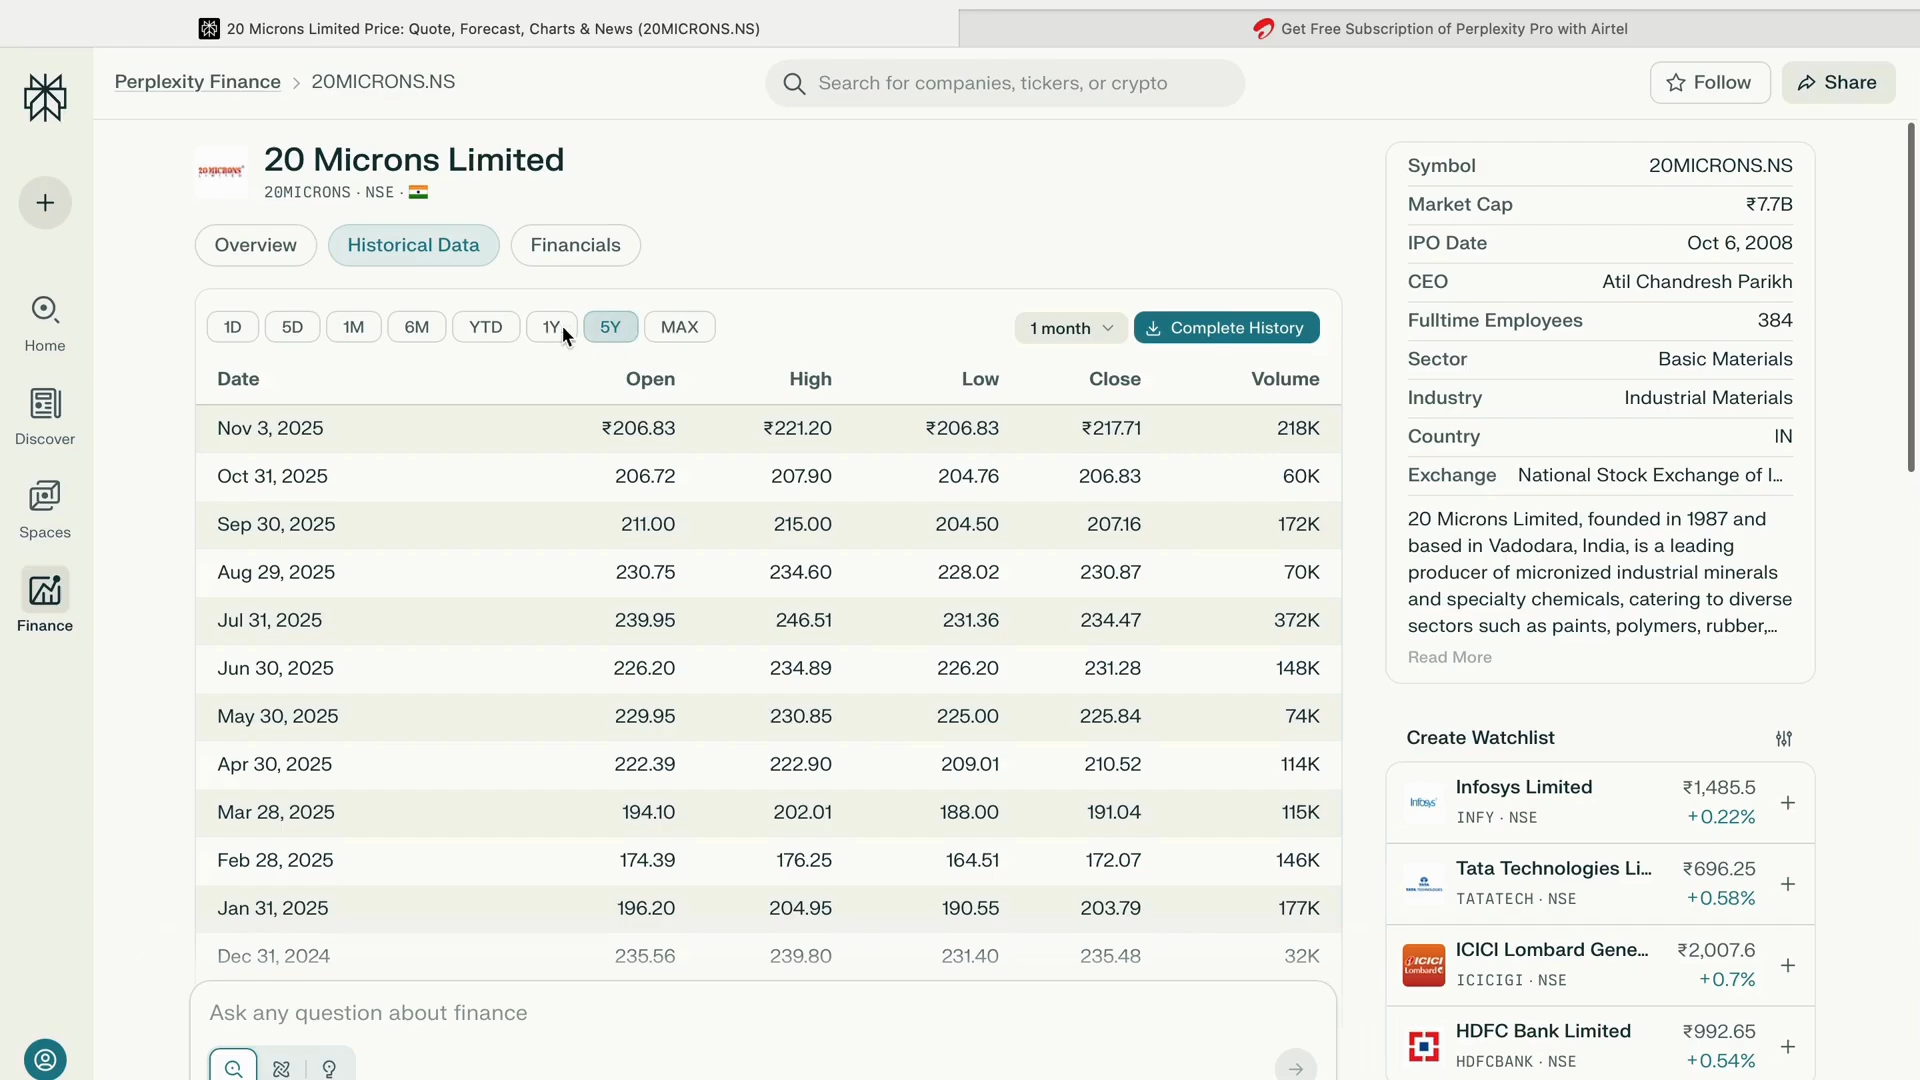 20 Microns Limited Price: Quote, Forecast, Charts & News (20MICRONS.NS)
Get Free Subscription of Perplexity Pro with Airtel
Perplexity Finance > 20MICRONS.NS
Search for companies, tickers, or crypto
Follow
Share
Home
Discover
Spaces
Finance
20 MICRONS
LIMITED
20 Microns Limited
20MICRONS · NSE ·
Overview
Historical Data
Financials
1D 5D 1M 6M YTD 1Y 5Y MAX
1 month
Complete History
Date Open High Low Close Volume
Nov 3, 2025 ₹206.83 ₹221.20 ₹206.83 ₹217.71 218K
Oct 31, 2025 206.72 207.90 204.76 206.83 60K
Sep 30, 2025 211.00 215.00 204.50 207.16 172K
Aug 29, 2025 230.75 234.60 228.02 230.87 70K
Jul 31, 2025 239.95 246.51 231.36 234.47 372K
Jun 30, 2025 226.20 234.89 226.20 231.28 148K
May 30, 2025 229.95 230.85 225.00 225.84 74K
Apr 30, 2025 222.39 222.90 209.01 210.52 114K
Mar 28, 2025 194.10 202.01 188.00 191.04 115K
Feb 28, 2025 174.39 176.25 164.51 172.07 146K
Jan 31, 2025 196.20 204.95 190.55 203.79 177K
Dec 31, 2024 235.56 239.80 231.40 235.48 32K
Ask any question about finance
Symbol 20MICRONS.NS
Market Cap ₹7.7B
IPO Date Oct 6, 2008
CEO Atil Chandresh Parikh
Fulltime Employees 384
Sector Basic Materials
Industry Industrial Materials
Country IN
Exchange National Stock Exchange of I...
20 Microns Limited, founded in 1987 and
based in Vadodara, India, is a leading
producer of micronized industrial minerals
and specialty chemicals, catering to diverse
sectors such as paints, polymers, rubber,...
Read More
Create Watchlist
Infosys
Infosys Limited ₹1,485.5
INFY · NSE +0.22%
TATA
Tata Technologies Li... ₹696.25
TATATECH · NSE +0.58%
ICICI
Lombard
ICICI Lombard Gene... ₹2,007.6
ICICIGI · NSE +0.7%
HDFC Bank Limited ₹992.65
HDFCBANK · NSE +0.54%